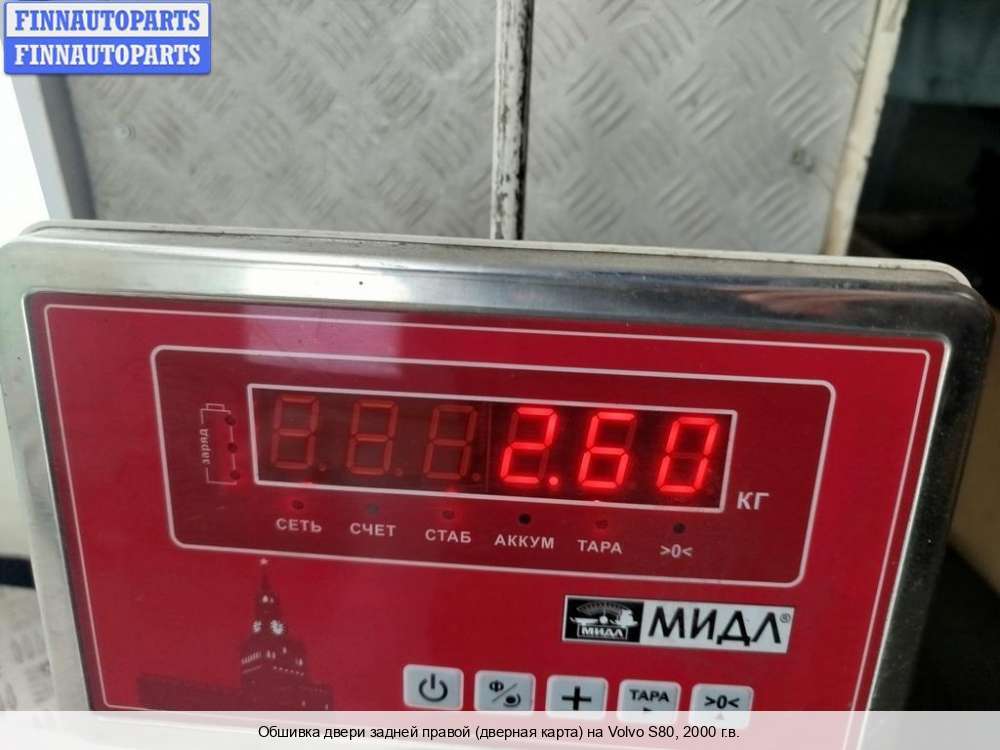 FINNAUTOPARTS
FINNAUTOPARTS
заряд
2.60
КГ
СЕТЬ СЧЕТ СТАБ АККУМ ТАРА >0<
МИДЛ МИДЛ®
Ф ТАРА >0<
Обшивка двери задней правой (дверная карта) на Volvo S80, 2000 г.в.